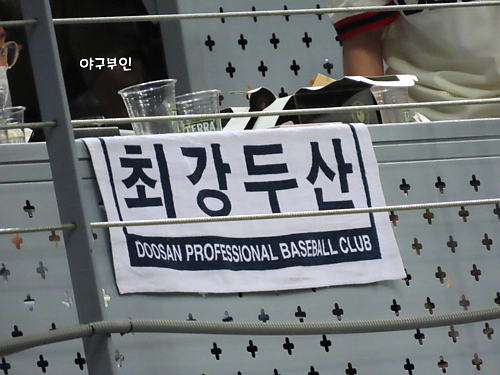 야구부인
TERRA
최강두산
DOOSAN PROFESSIONAL BASEBALL CLUB